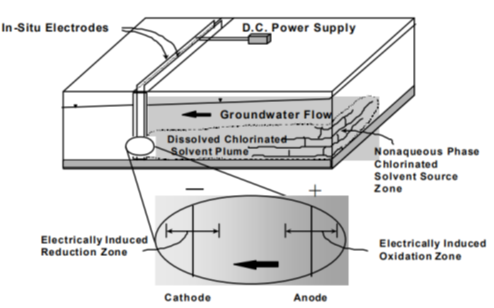 In-Situ Electrodes
D.C. Power Supply
Groundwater Flow
Dissolved Chlorinated
Solvent Plume
Nonaqueous Phase
Chlorinated
Solvent Source
Zone
−
+
Electrically Induced
Reduction Zone
Electrically Induced
Oxidation Zone
Cathode
Anode